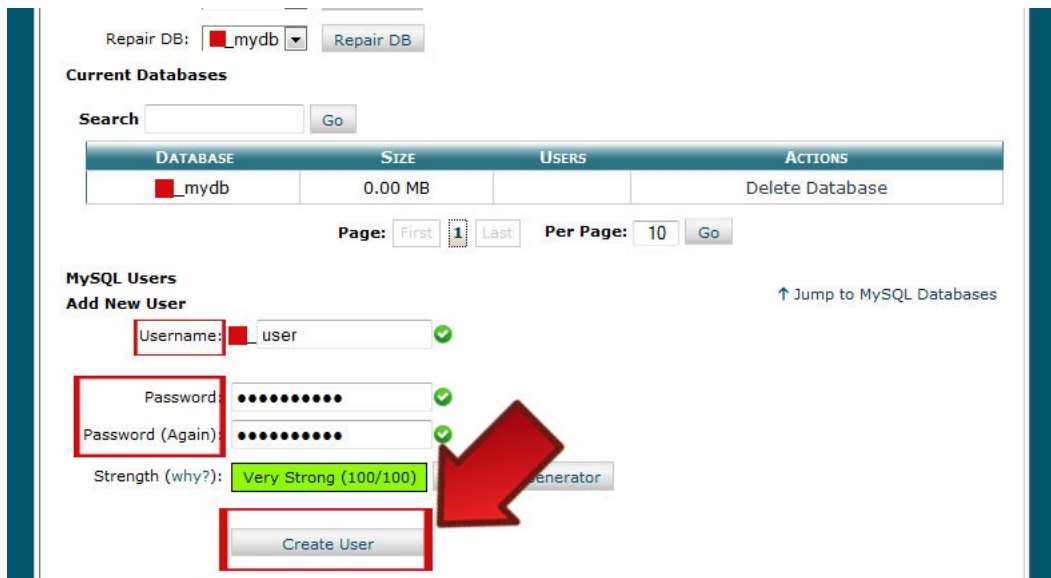 Repair DB: _mydb Repair DB
Current Databases
Search Go
DATABASE SIZE USERS ACTIONS
_mydb 0.00 MB Delete Database
Page: First 1 Last Per Page: 10 Go
MySQL Users
↑ Jump to MySQL Databases
Add New User
Username: _ user
Password: ●●●●●●●●●●
Password (Again): ●●●●●●●●●●
Strength (why?): Very Strong (100/100)
Create User